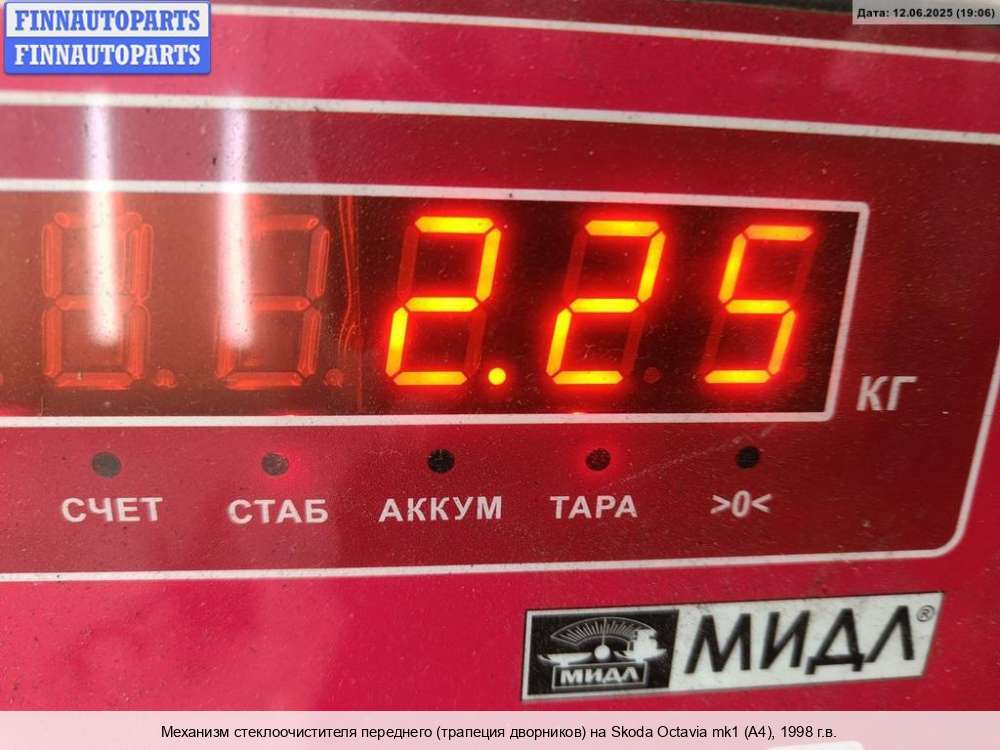 FINNAUTOPARTS
FINNAUTOPARTS
Дата: 12.06.2025 (19:06)
2.25
КГ
СЧЕТ СТАБ АККУМ ТАРА >0<
МИДЛ МИДЛ®
Механизм стеклоочистителя переднего (трапеция дворников) на Skoda Octavia mk1 (A4), 1998 г.в.